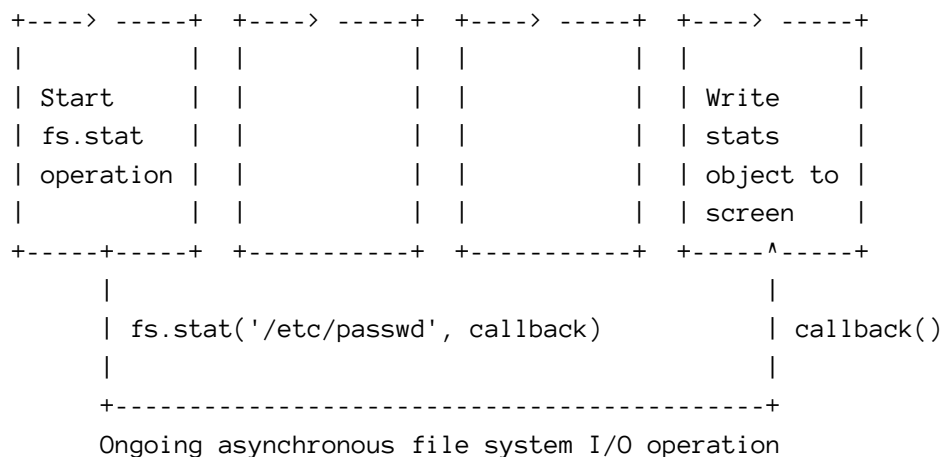 +----> -----+  +----> -----+  +----> -----+  +----> -----+
|           |  |           |  |           |  |           |
| Start     |  |           |  |           |  | Write     |
| fs.stat   |  |           |  |           |  | stats     |
| operation |  |           |  |           |  | object to |
|           |  |           |  |           |  | screen    |
+-----+-----+  +-----------+  +-----------+  +-----^-----+
      |                                            |
      | fs.stat('/etc/passwd', callback)           | callback()
      |                                            |
      +--------------------------------------------+
      Ongoing asynchronous file system I/O operation